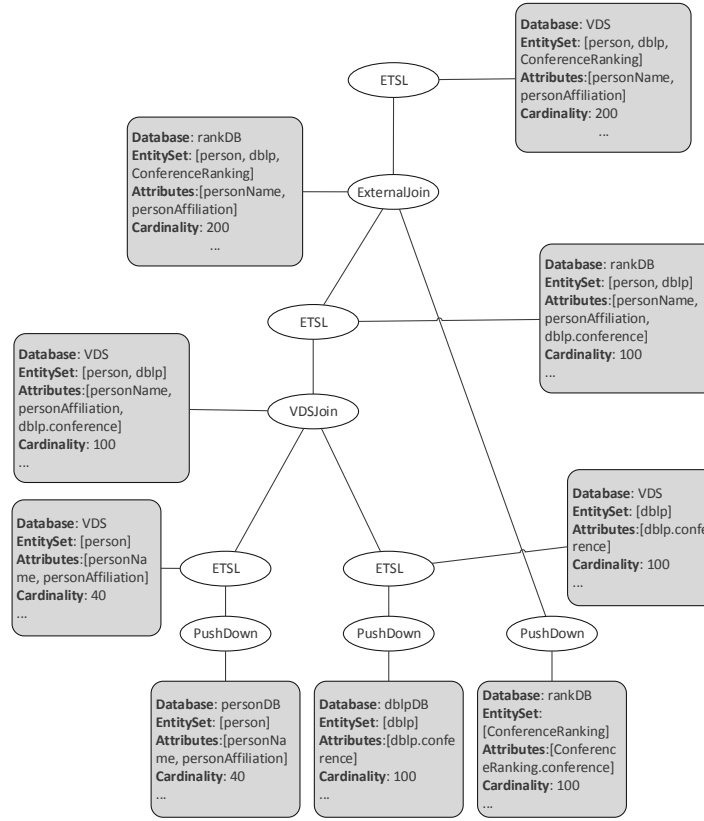 Database: VDS
EntitySet: [person, dblp,
ConferenceRanking]
Attributes:[personName,
personAffiliation]
Cardinality: 200
...
ETSL
Database: rankDB
EntitySet: [person, dblp,
ConferenceRanking]
Attributes:[personName,
personAffiliation]
Cardinality: 200
...
ExternalJoin
Database: rankDB
EntitySet: [person, dblp]
Attributes:[personName,
personAffiliation,
dblp.conference]
Cardinality: 100
...
ETSL
Database: VDS
EntitySet: [person, dblp]
Attributes:[personName,
personAffiliation,
dblp.conference]
Cardinality: 100
...
VDSJoin
Database: VDS
EntitySet: [dblp]
Attributes:[dblp.confe
rence]
Cardinality: 100
...
Database: VDS
EntitySet: [person]
Attributes:[personNa
me, personAffiliation]
Cardinality: 40
...
ETSL
ETSL
PushDown
PushDown
PushDown
Database: personDB
EntitySet: [person]
Attributes:[personNa
me, personAffiliation]
Cardinality: 40
...
Database: dblpDB
EntitySet: [dblp]
Attributes:[dblp.confe
rence]
Cardinality: 100
...
Database: rankDB
EntitySet:
[ConferenceRanking]
Attributes:[Conferenc
eRanking.conference]
Cardinality: 100
...